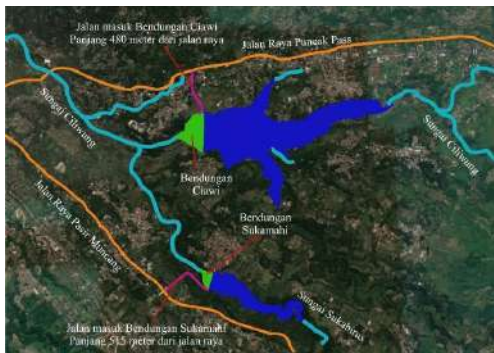 Jalan masuk Bendungan Ciawi
Panjang 480 meter dari jalan raya
Jalan Raya Puncak Pass
Sungai Ciliwung
Sungai Ciliwung
Bendungan
Ciawi
Bendungan
Sukamahi
Jalan Raya Pasir Muncang
Sungai Sukabirus
Jalan masuk Bendungan Sukamahi
Panjang 515 meter dari jalan raya